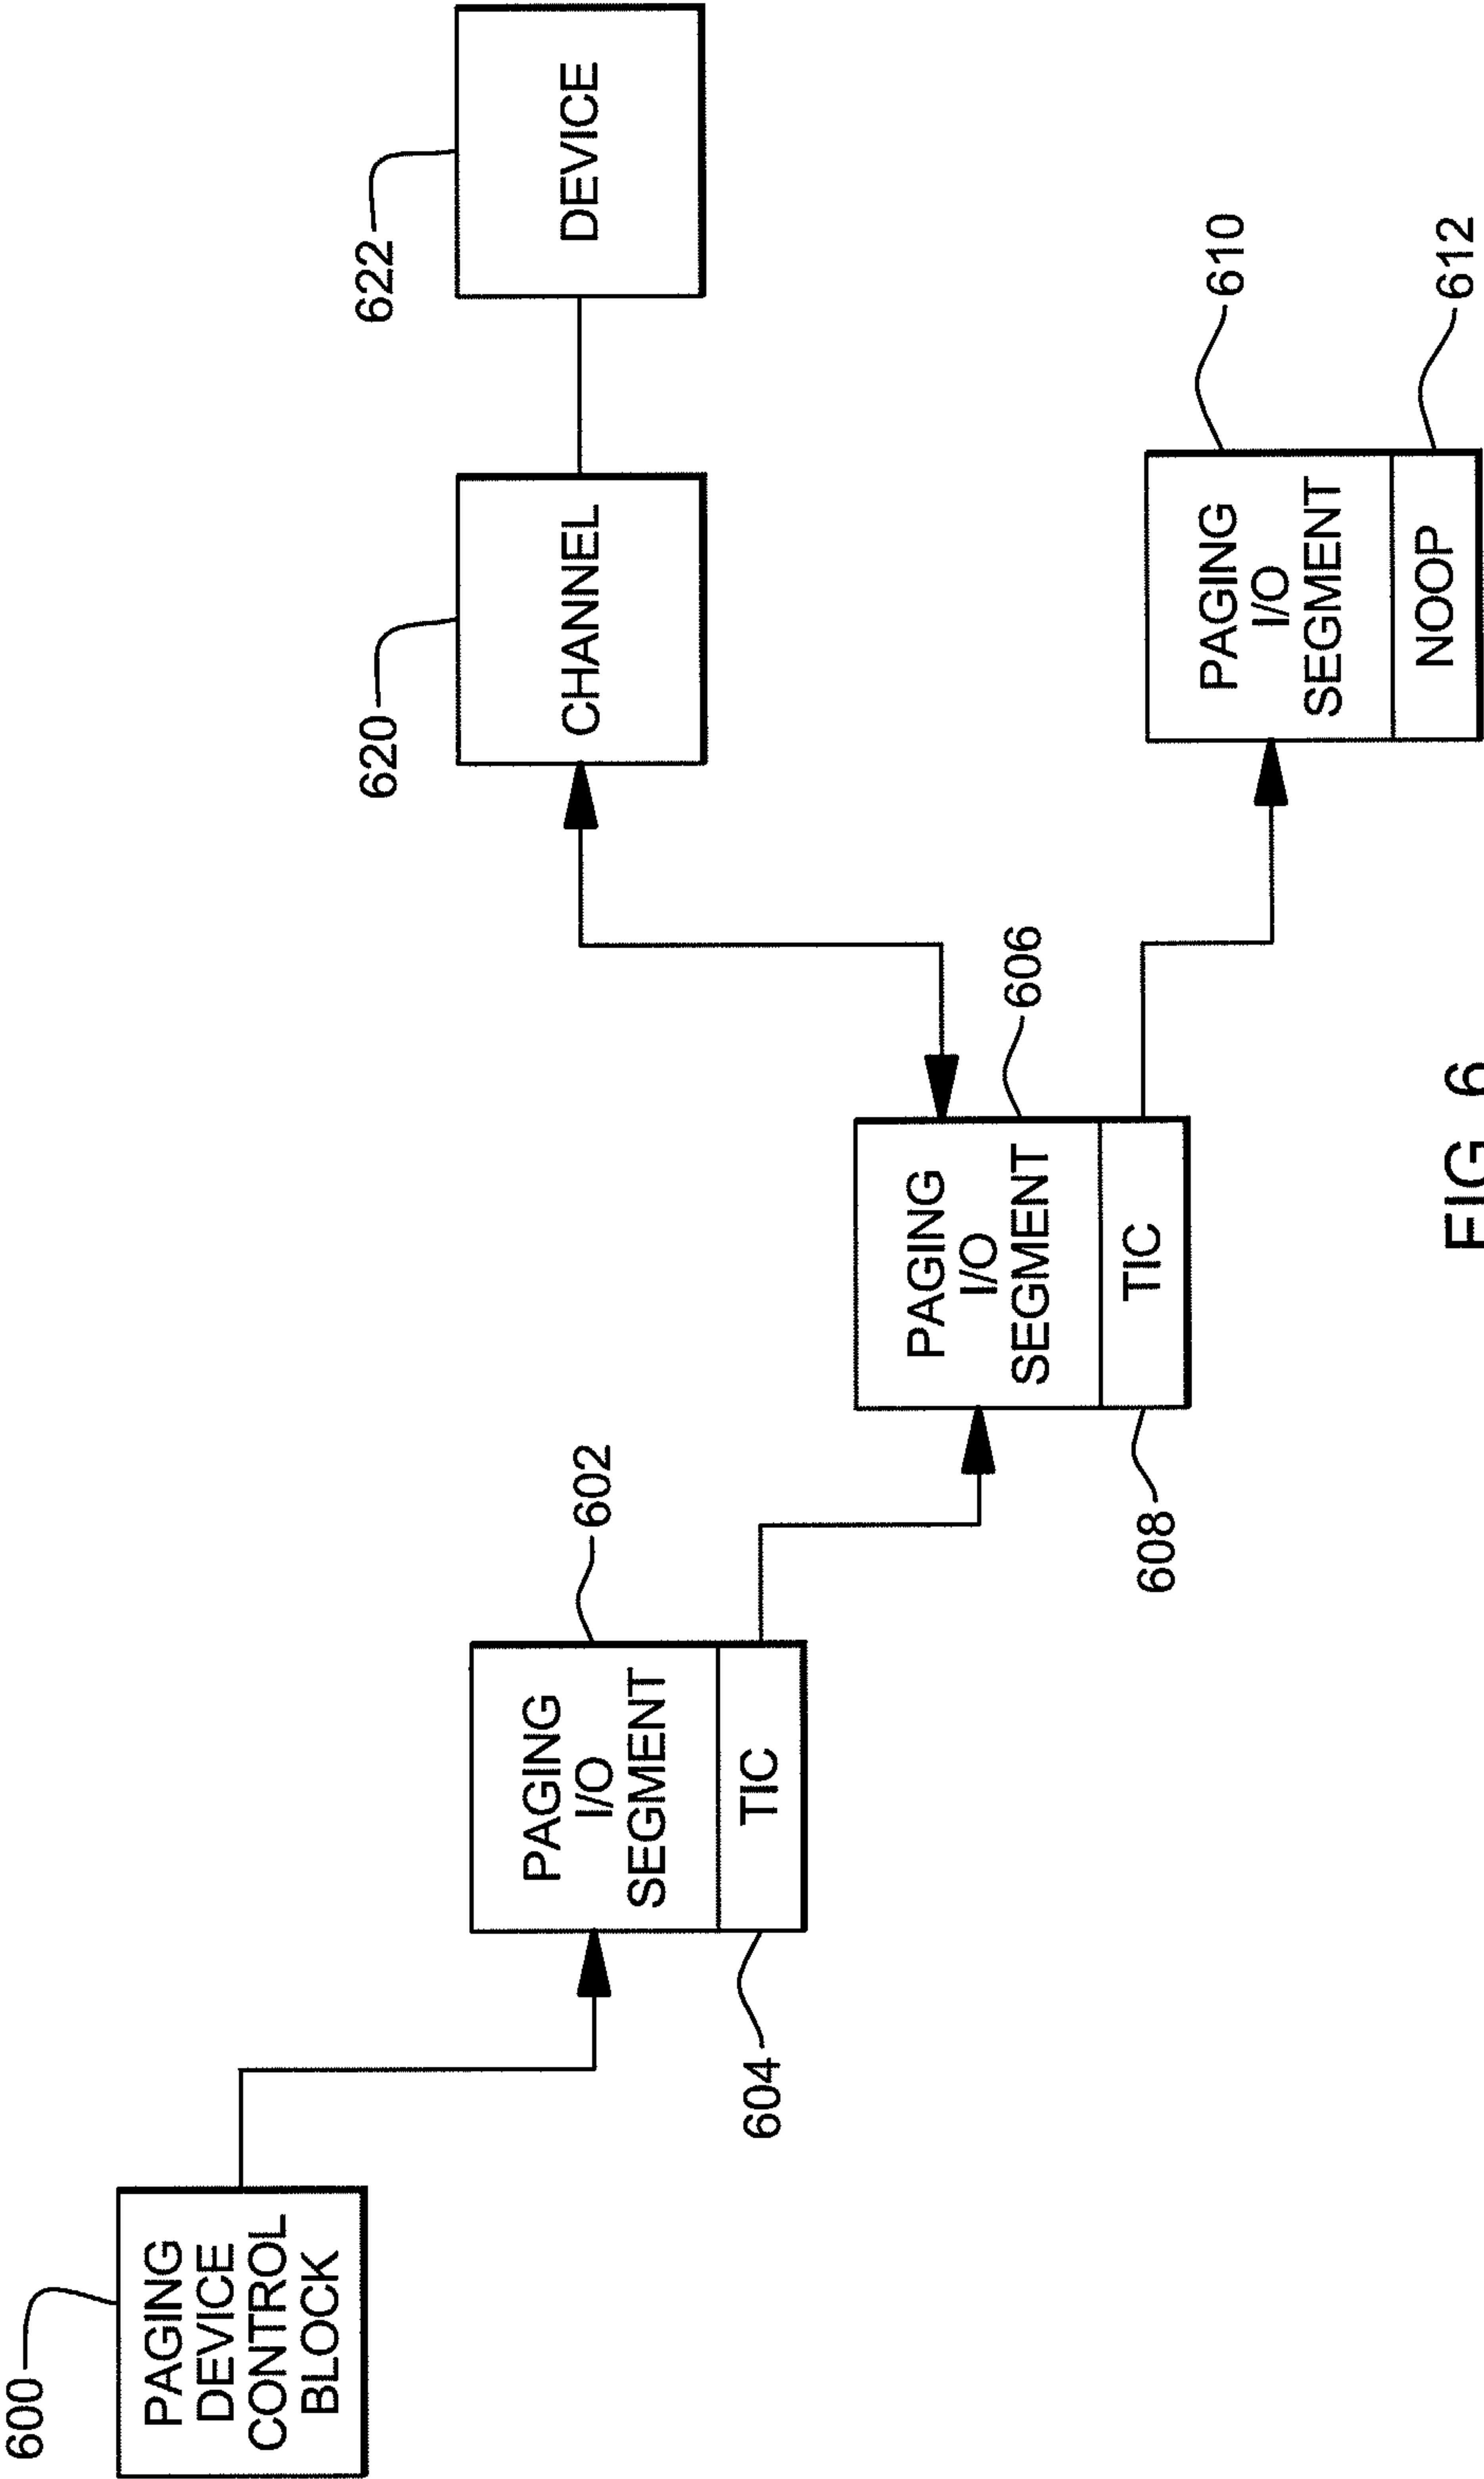 600
PAGING
DEVICE
CONTROL
BLOCK
602
PAGING
I/O
SEGMENT
TIC
604
606
PAGING
I/O
SEGMENT
TIC
608
620
CHANNEL
622
DEVICE
610
PAGING
I/O
SEGMENT
NOOP
612
FIG. 6